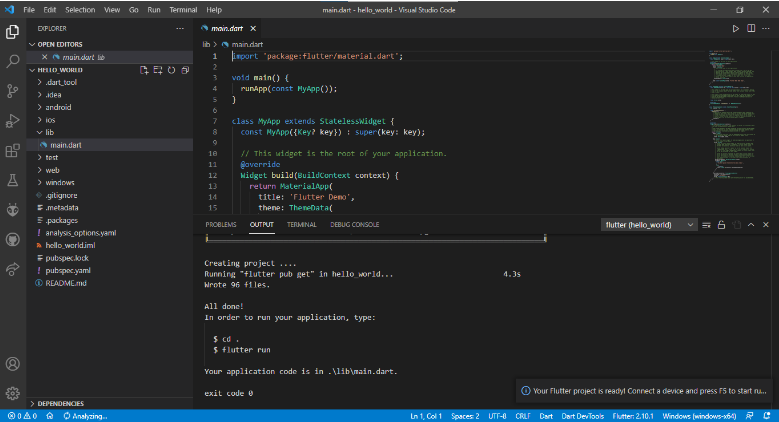 File Edit Selection View Go Run Terminal Help
main.dart - hello_world - Visual Studio Code
EXPLORER
OPEN EDITORS
main.dart lib
HELLO_WORLD
.dart_tool
.idea
android
ios
lib
main.dart
test
web
windows
.gitignore
.metadata
.packages
analysis_options.yaml
hello_world.iml
pubspec.lock
pubspec.yaml
README.md
DEPENDENCIES
main.dart
lib > main.dart
1 import 'package:flutter/material.dart';
2
3 void main() {
4 runApp(const MyApp());
5 }
6
7 class MyApp extends StatelessWidget {
8 const MyApp({Key? key}) : super(key: key);
9
10 // This widget is the root of your application.
11 @override
12 Widget build(BuildContext context) {
13 return MaterialApp(
14 title: 'Flutter Demo',
15 theme: ThemeData(
PROBLEMS OUTPUT TERMINAL DEBUG CONSOLE
flutter (hello_world)
Creating project ....
Running "flutter pub get" in hello_world... 4.3s
Wrote 96 files.
All done!
In order to run your application, type:
$ cd .
$ flutter run
Your application code is in .\lib\main.dart.
exit code 0
Your Flutter project is ready! Connect a device and press F5 to start ru...
0 0 Analyzing...
Ln 1, Col 1 Spaces: 2 UTF-8 CRLF Dart Dart DevTools Flutter: 2.10.1 Windows (windows-x64)